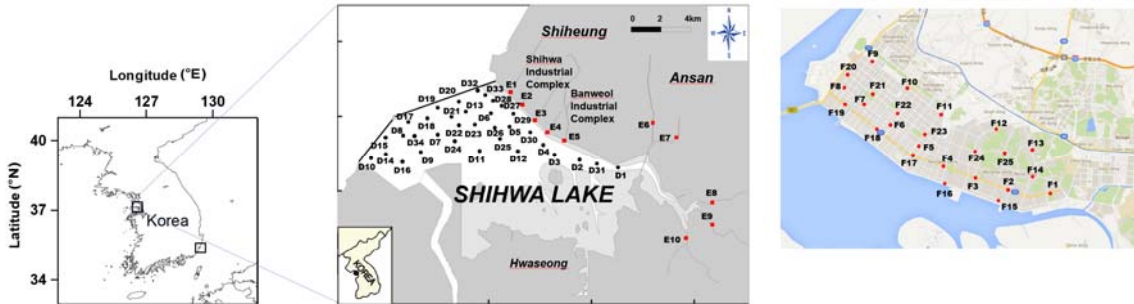 Longitude (°E)
124 127 130
Latitude (°N)
40
37
34
Korea
0 2 4km
N
Shiheung
Shihwa
Industrial
Complex
Ansan
Banweol
Industrial
Complex
E1
E2
E3
E4
E5
E6
E7
E8
E9
E10
D32
D33
D20
D28
D19
D13
D27
D21
D6
D17
D29
D18
D8
D22
D23
D26
D5
D30
D15
D34
D7
D25
D4
D24
D10
D14
D9
D11
D12
D3
D2
D16
D31
D1
SHIHWA LAKE
Hwaseong
KOREA
F9
F20
F8
F21
F10
F19
F7
F22
F11
F18
F6
F12
F23
F5
F13
F17
F24
F25
F4
F14
F3
F2
F1
F16
F15